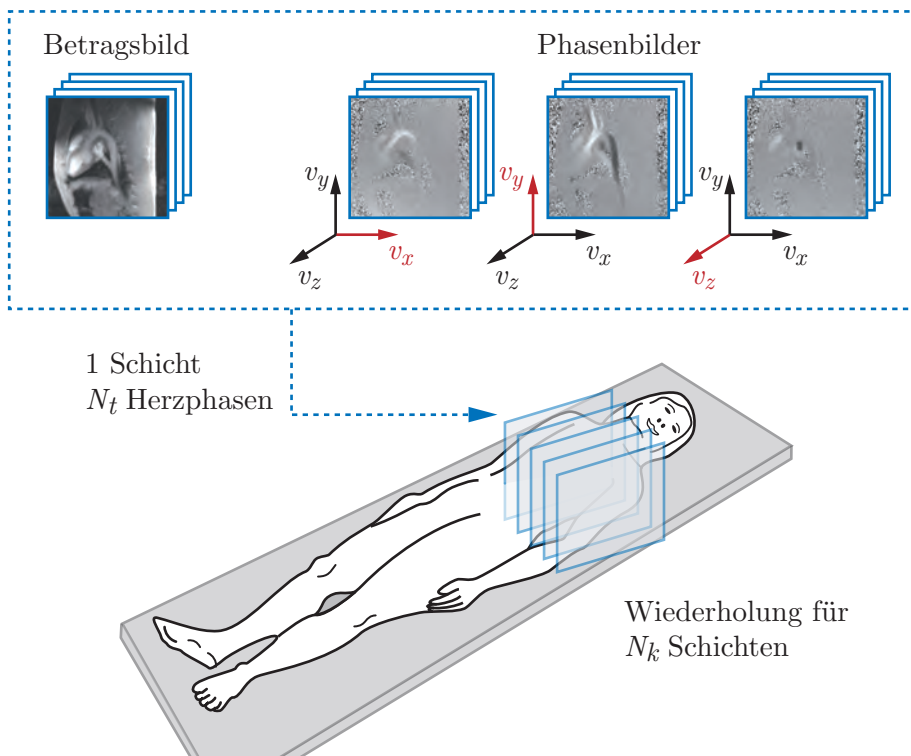 Betragsbild
Phasenbilder
v_y
v_x
v_z
v_y
v_x
v_z
v_y
v_x
v_z
1 Schicht
N_t Herzphasen
Wiederholung für
N_k Schichten